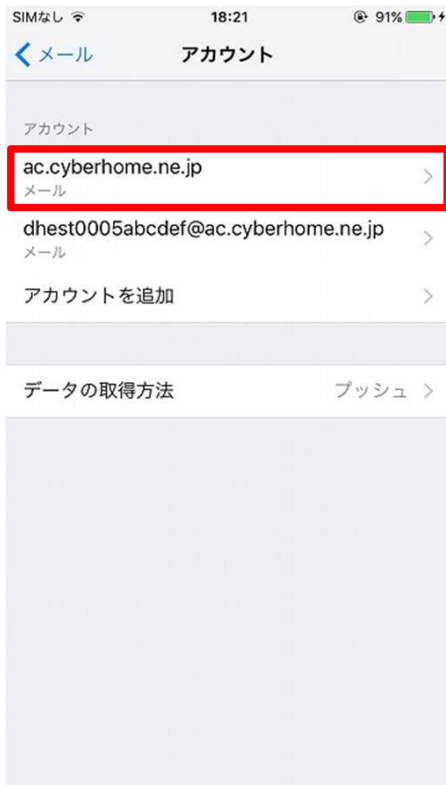 SIMなし 18:21 91%
メール アカウント
アカウント
ac.cyberhome.ne.jp
メール
dhest0005abcdef@ac.cyberhome.ne.jp
メール
アカウントを追加
データの取得方法 プッシュ